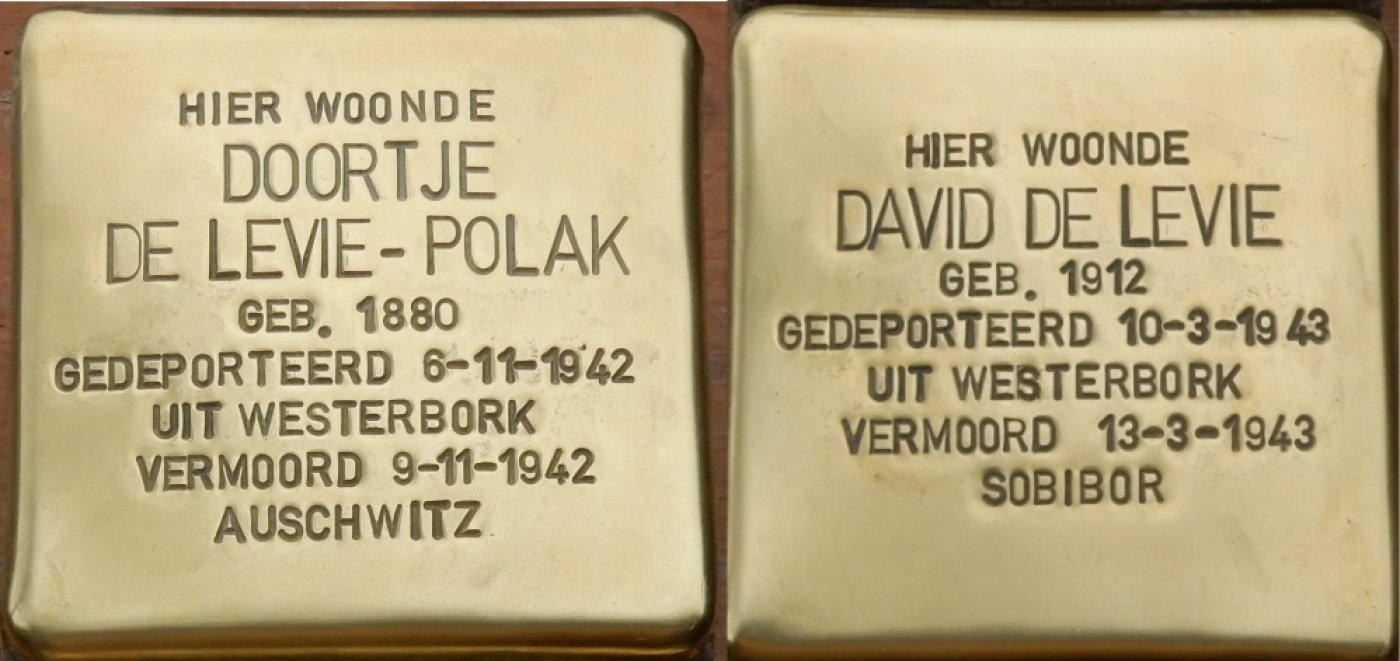 HIER WOONDE
DOORTJE
DE LEVIE-POLAK
GEB. 1880
GEDEPORTEERD 6-11-1942
UIT WESTERBORK
VERMOORD 9-11-1942
AUSCHWITZ
HIER WOONDE
DAVID DE LEVIE
GEB. 1912
GEDEPORTEERD 10-3-1943
UIT WESTERBORK
VERMOORD 13-3-1943
SOBIBOR